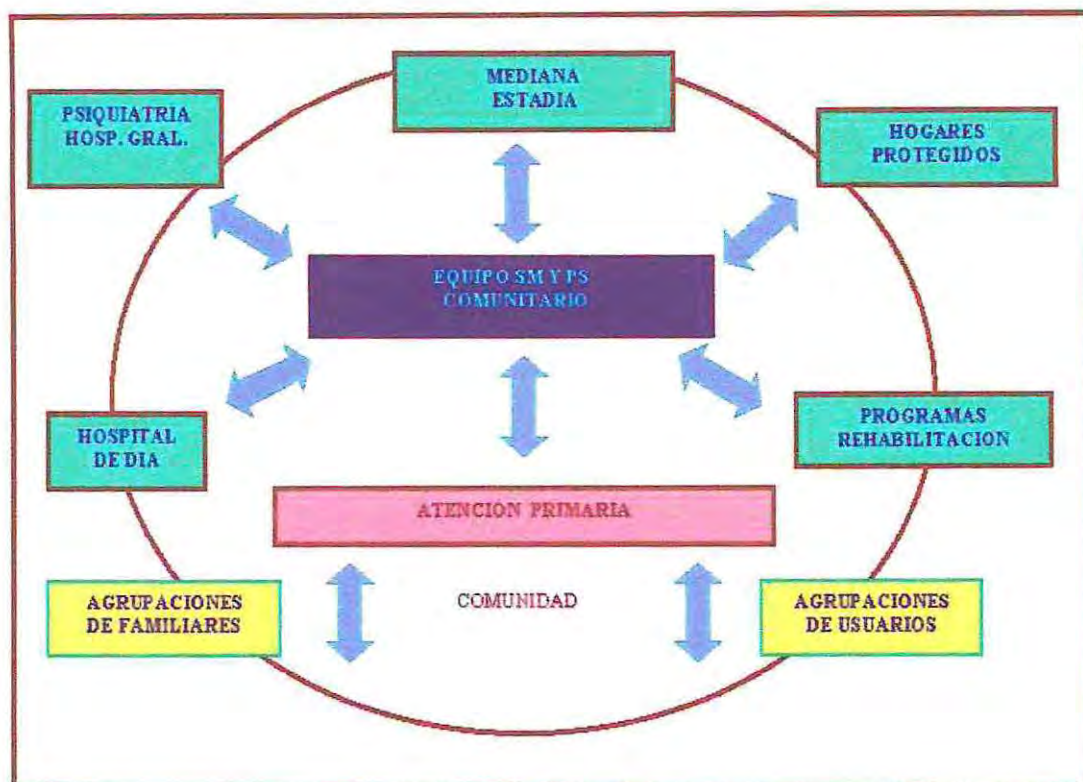 MEDIANA
ESTADIA
PSIQUIATRIA
HOSP. GRAL.
HOGARES
PROTEGIDOS
EQUIPO SM Y PS
COMUNITARIO
HOSPITAL
DE DIA
PROGRAMAS
REHABILITACION
ATENCION PRIMARIA
AGRUPACIONES
DE FAMILIARES
COMUNIDAD
AGRUPACIONES
DE USUARIOS